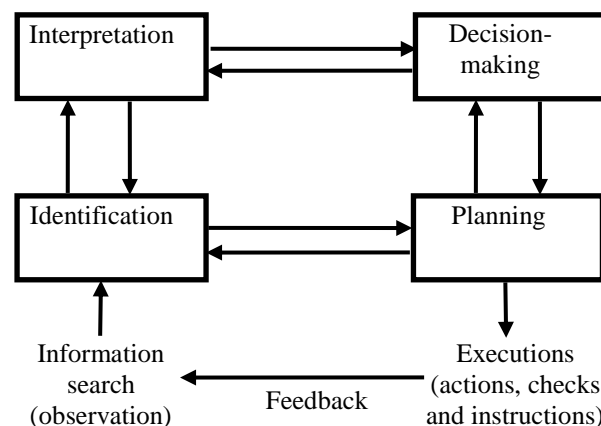 Interpretation
Decision-
making
Identification
Planning
Information
search
(observation)
Feedback
Executions
(actions, checks
and instructions)